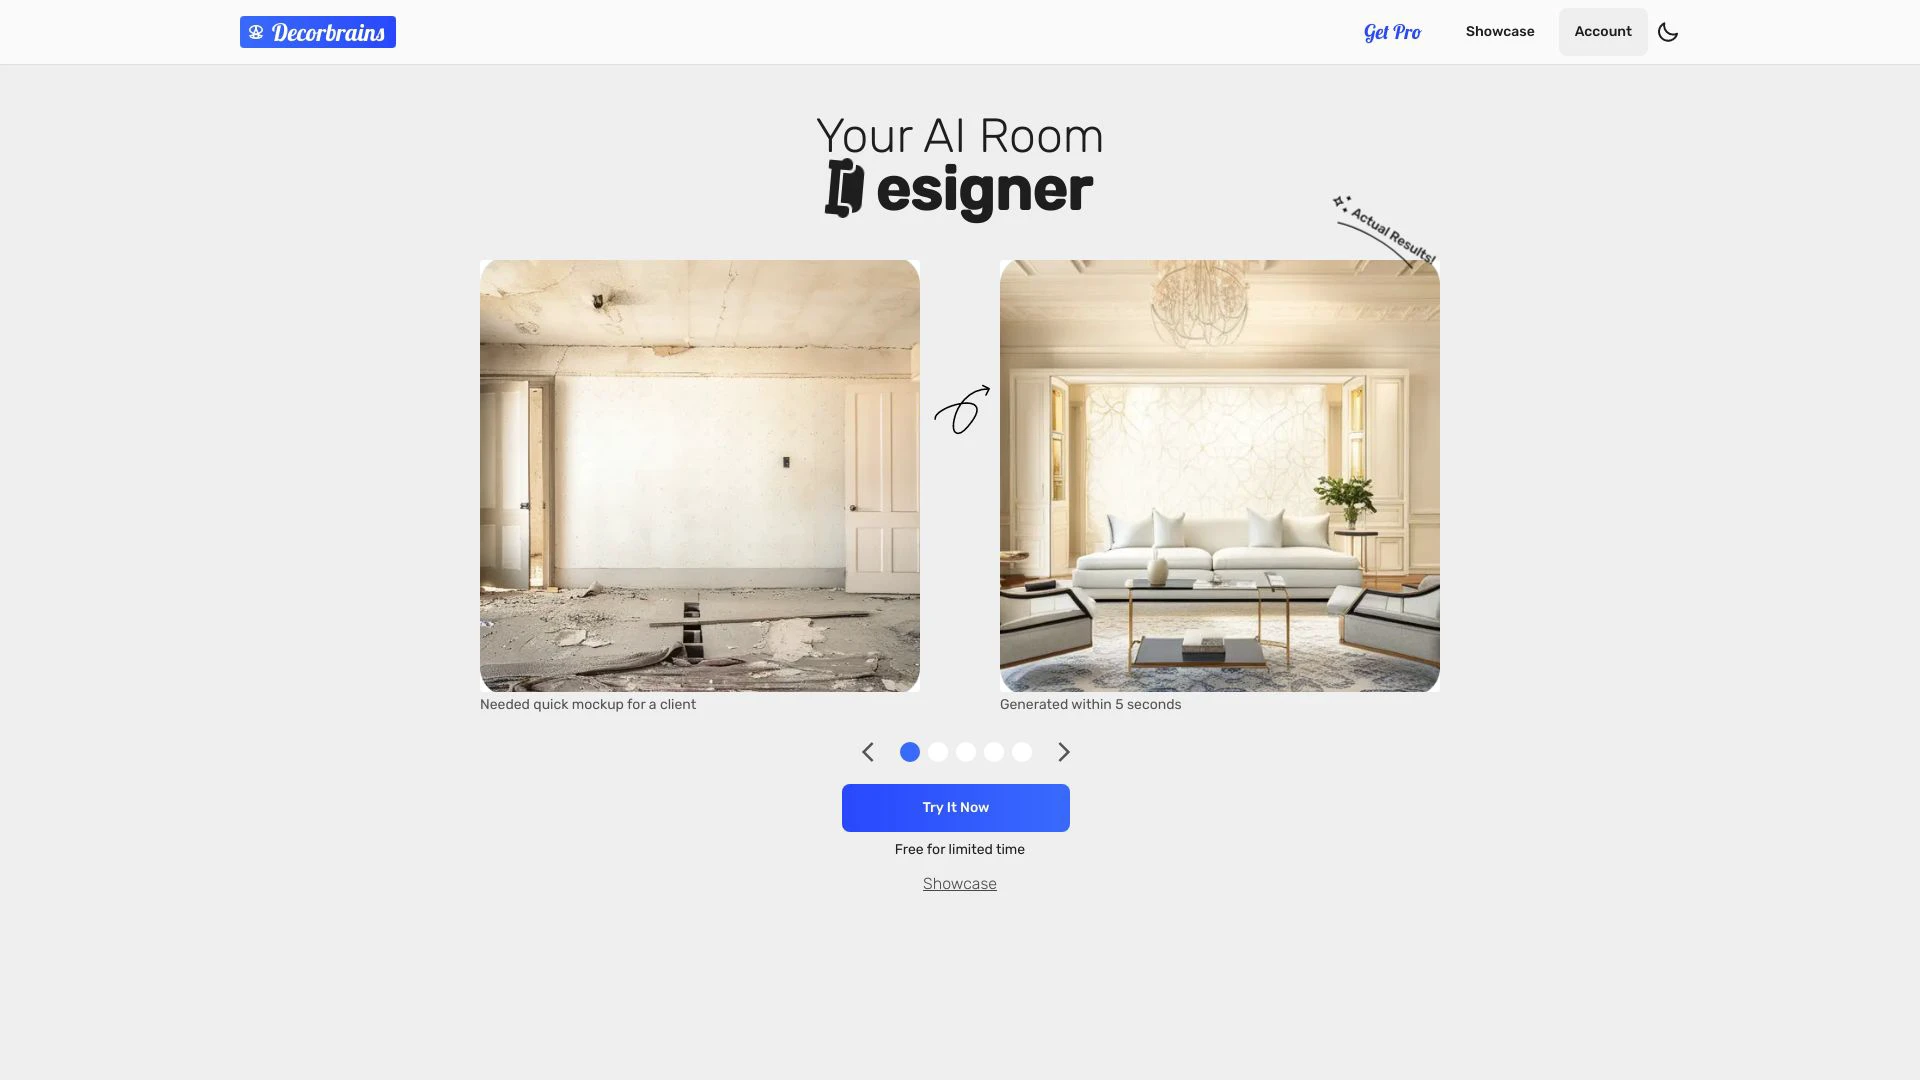 Decorbrains
Get Pro
Showcase
Account
Your AI Room
Designer
Actual Results!
Needed quick mockup for a client
Generated within 5 seconds
Try It Now
Free for limited time
Showcase